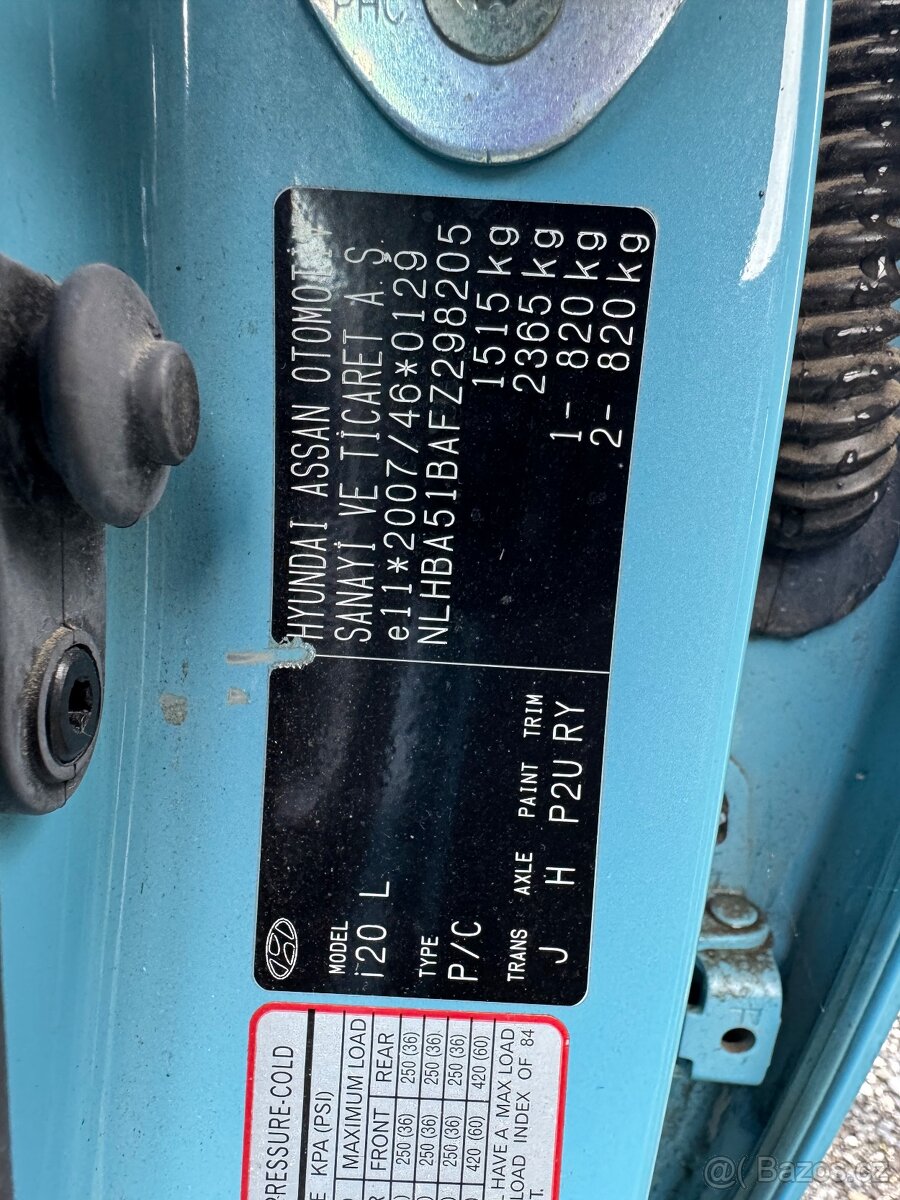 PHC
HYUNDAI ASSAN OTOMOTİV
SANAYİ VE TİCARET A.Ş
e11*2007/46*0129
NLHBA51BAFZ298205
1515 kg
2365 kg
1- 820 kg
2- 820 kg
MODEL
i20 L
TYPE
P/C
TRANS AXLE PAINT TRIM
J H P2U RY
PRESSURE-COLD
KPA (PSI)
MAXIMUM LOAD
FRONT REAR
250 (36) 250 (36)
250 (36) 250 (36)
250 (36) 250 (36)
420 (60) 420 (60)
HAVE A MAX LOAD
LOAD INDEX OF 84
@ Bazos.cz